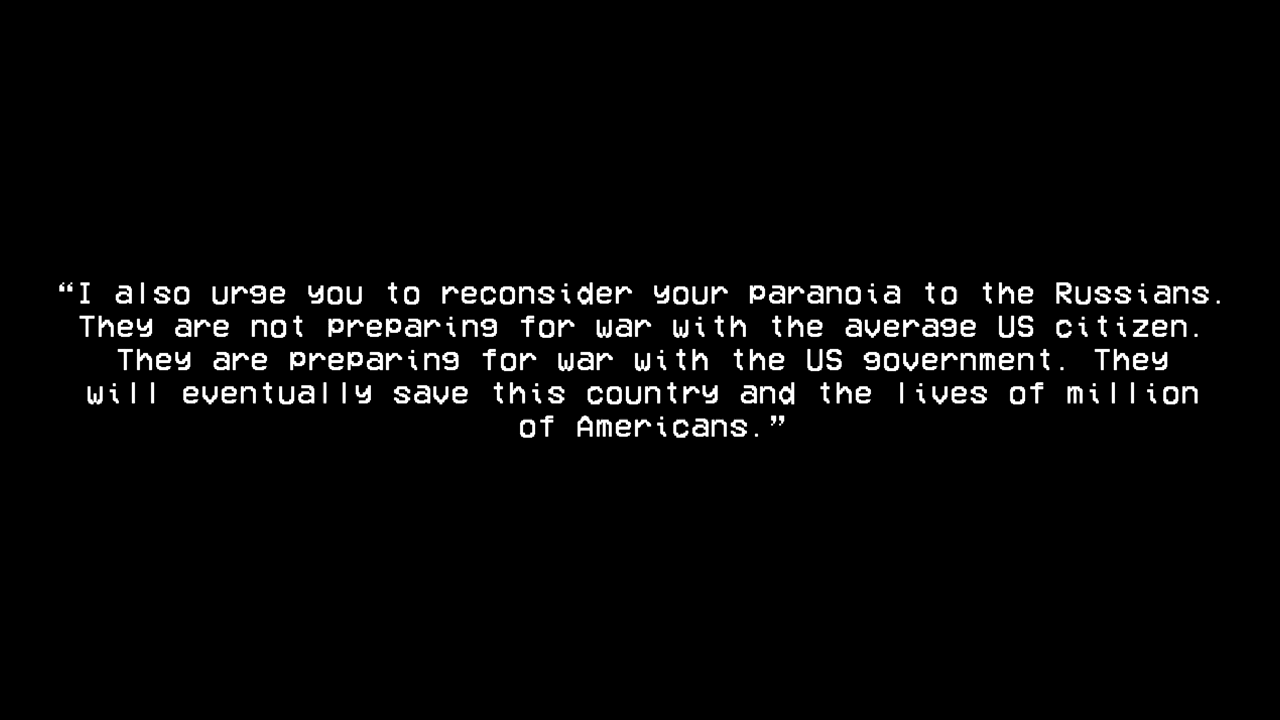 “I also urge you to reconsider your paranoia to the Russians.
They are not preparing for war with the average US citizen.
They are preparing for war with the US government. They
will eventually save this country and the lives of million
of Americans.”